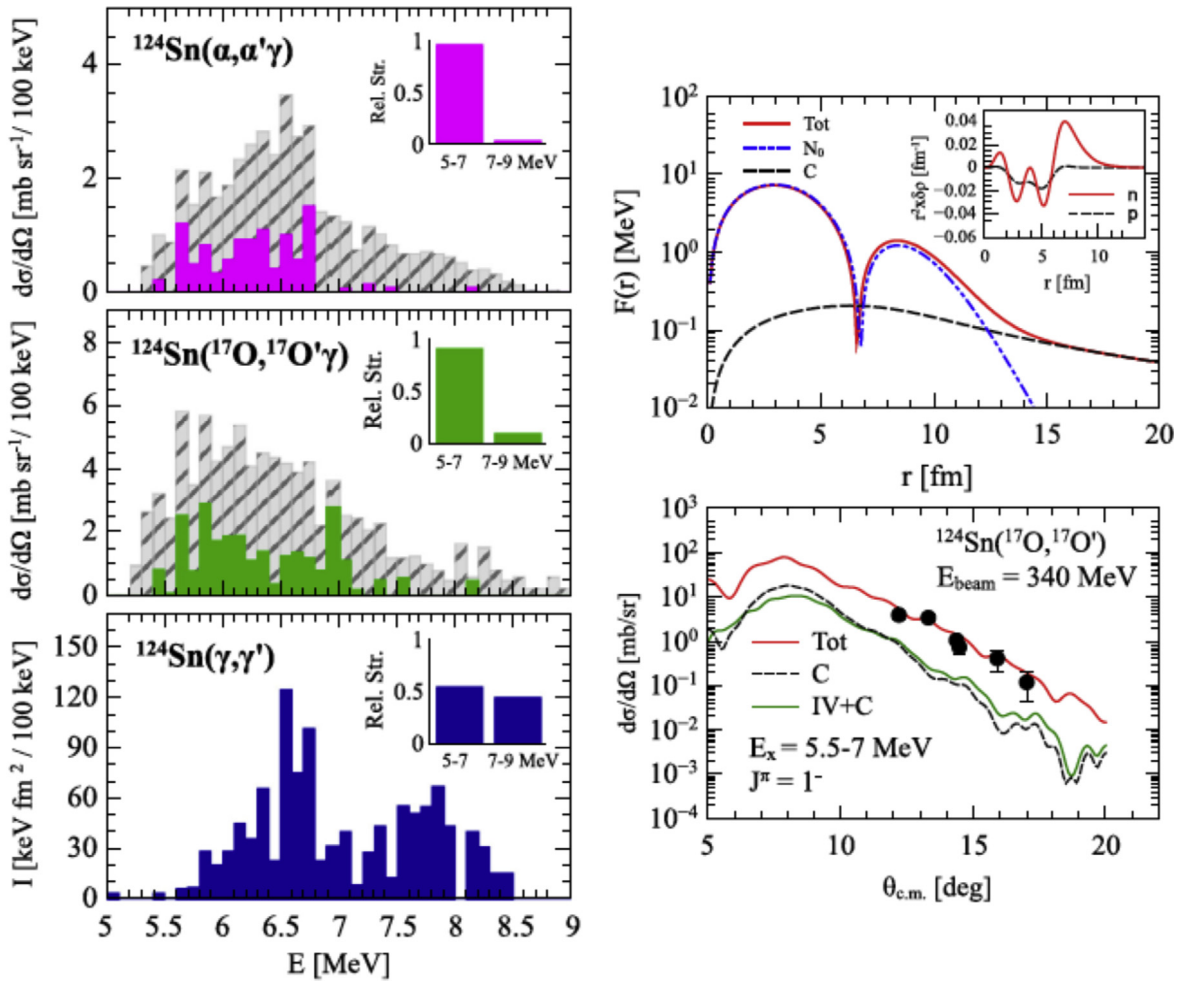 ¹²⁴Sn(α,α'γ)
dσ/dΩ [mb sr⁻¹/ 100 keV]
4
2
0
Rel. Str.
1
0.5
0
5-7 7-9 MeV
¹²⁴Sn(¹⁷O,¹⁷O'γ)
dσ/dΩ [mb sr⁻¹/ 100 keV]
8
6
4
2
0
Rel. Str.
1
0.5
0
5-7 7-9 MeV
¹²⁴Sn(γ,γ')
I [keV fm ² / 100 keV]
150
120
90
60
30
0
Rel. Str.
1
0.5
0
5-7 7-9 MeV
5 5.5 6 6.5 7 7.5 8 8.5 9
E [MeV]
F(r) [MeV]
10²
10¹
10⁰
10⁻¹
10⁻²
Tot
N₀
C
r²xδρ [fm⁻¹]
0.04
0.02
0
−0.02
−0.04
−0.06
n
p
0 5 10
r [fm]
0 5 10 15 20
r [fm]
dσ/dΩ [mb/sr]
10³
10²
10¹
10⁰
10⁻¹
10⁻²
10⁻³
10⁻⁴
¹²⁴Sn(¹⁷O,¹⁷O')
E_beam = 340 MeV
Tot
C
IV+C
Eₓ = 5.5-7 MeV
J^π = 1⁻
5 10 15 20
θ_c.m. [deg]